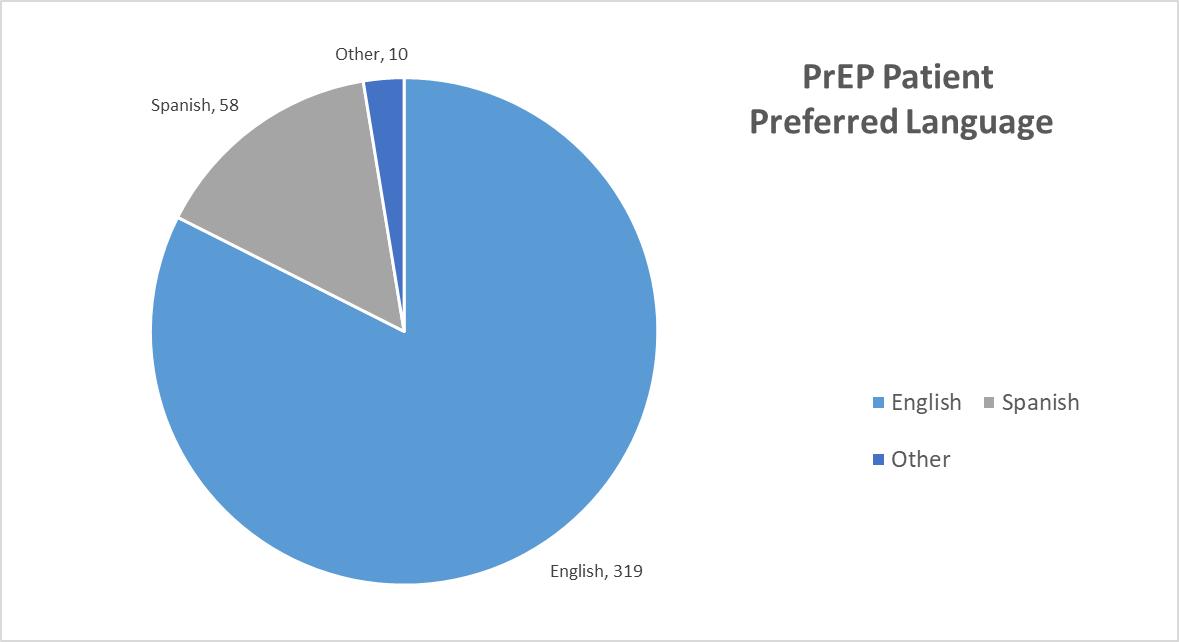 Other, 10
PrEP Patient
Preferred Language
Spanish, 58
English Spanish
Other
English, 319